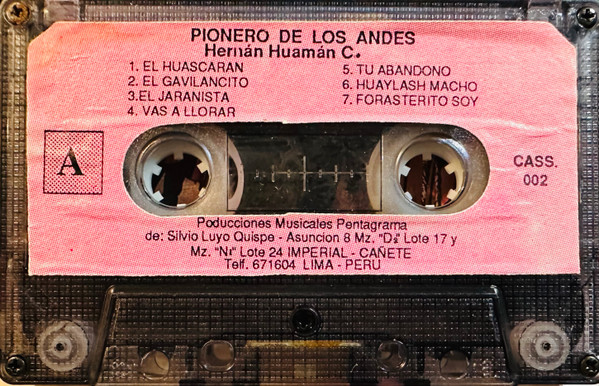 PIONERO DE LOS ANDES
Hernán Huamán C.
1. EL HUASCARAN
2. EL GAVILANCITO
3.EL JARANISTA
4. VAS A LLORAR
5. TU ABANDONO
6. HUAYLASH MACHO
7. FORASTERITO SOY
A
CASS.
002
Poducciones Musicales Pentagrama
de: Silvio Luyo Quispe - Asuncion 8 Mz. "D₂" Lote 17 y
Mz. "N1" Lote 24 IMPERIAL - CAÑETE
Telf. 671604 LIMA - PERU